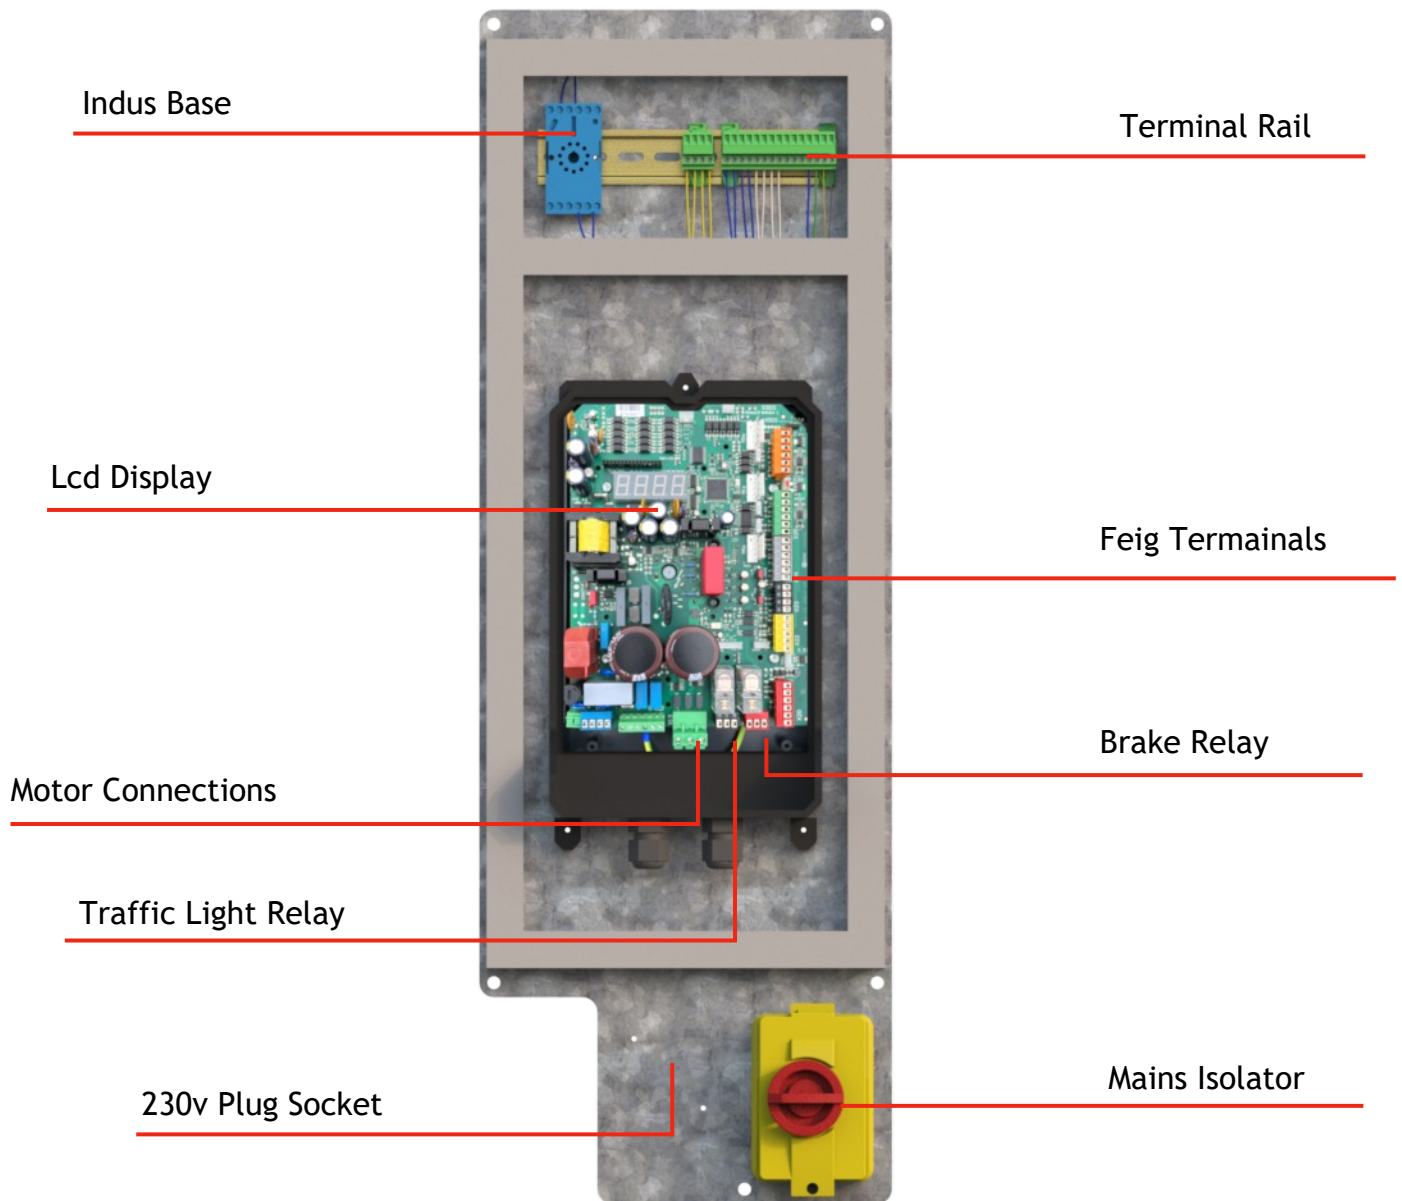 Indus Base
Terminal Rail
Lcd Display
Feig Termainals
Brake Relay
Motor Connections
Traffic Light Relay
Mains Isolator
230v Plug Socket